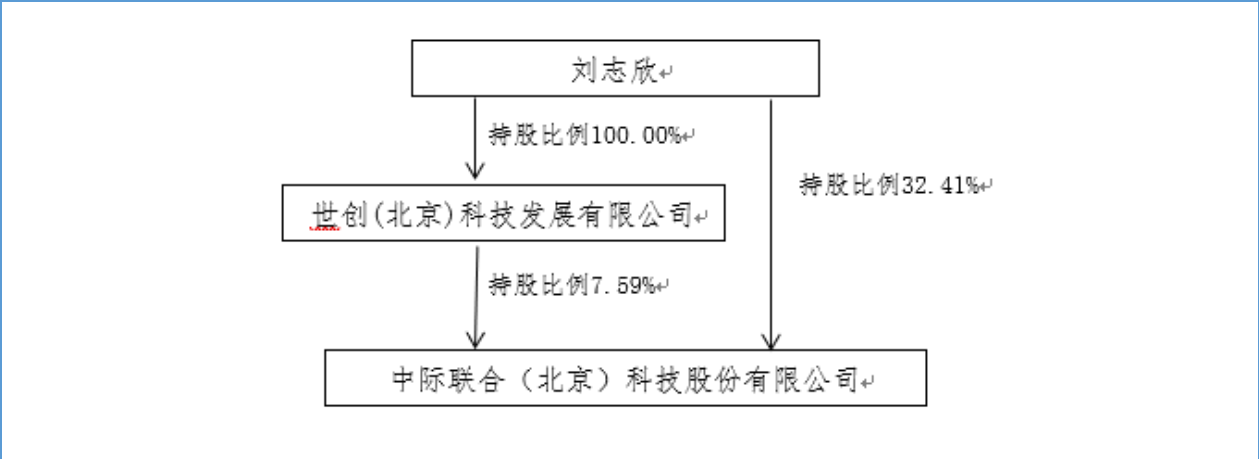 刘志欣
持股比例100.00%
持股比例32.41%
世创(北京)科技发展有限公司
持股比例7.59%
中际联合（北京）科技股份有限公司